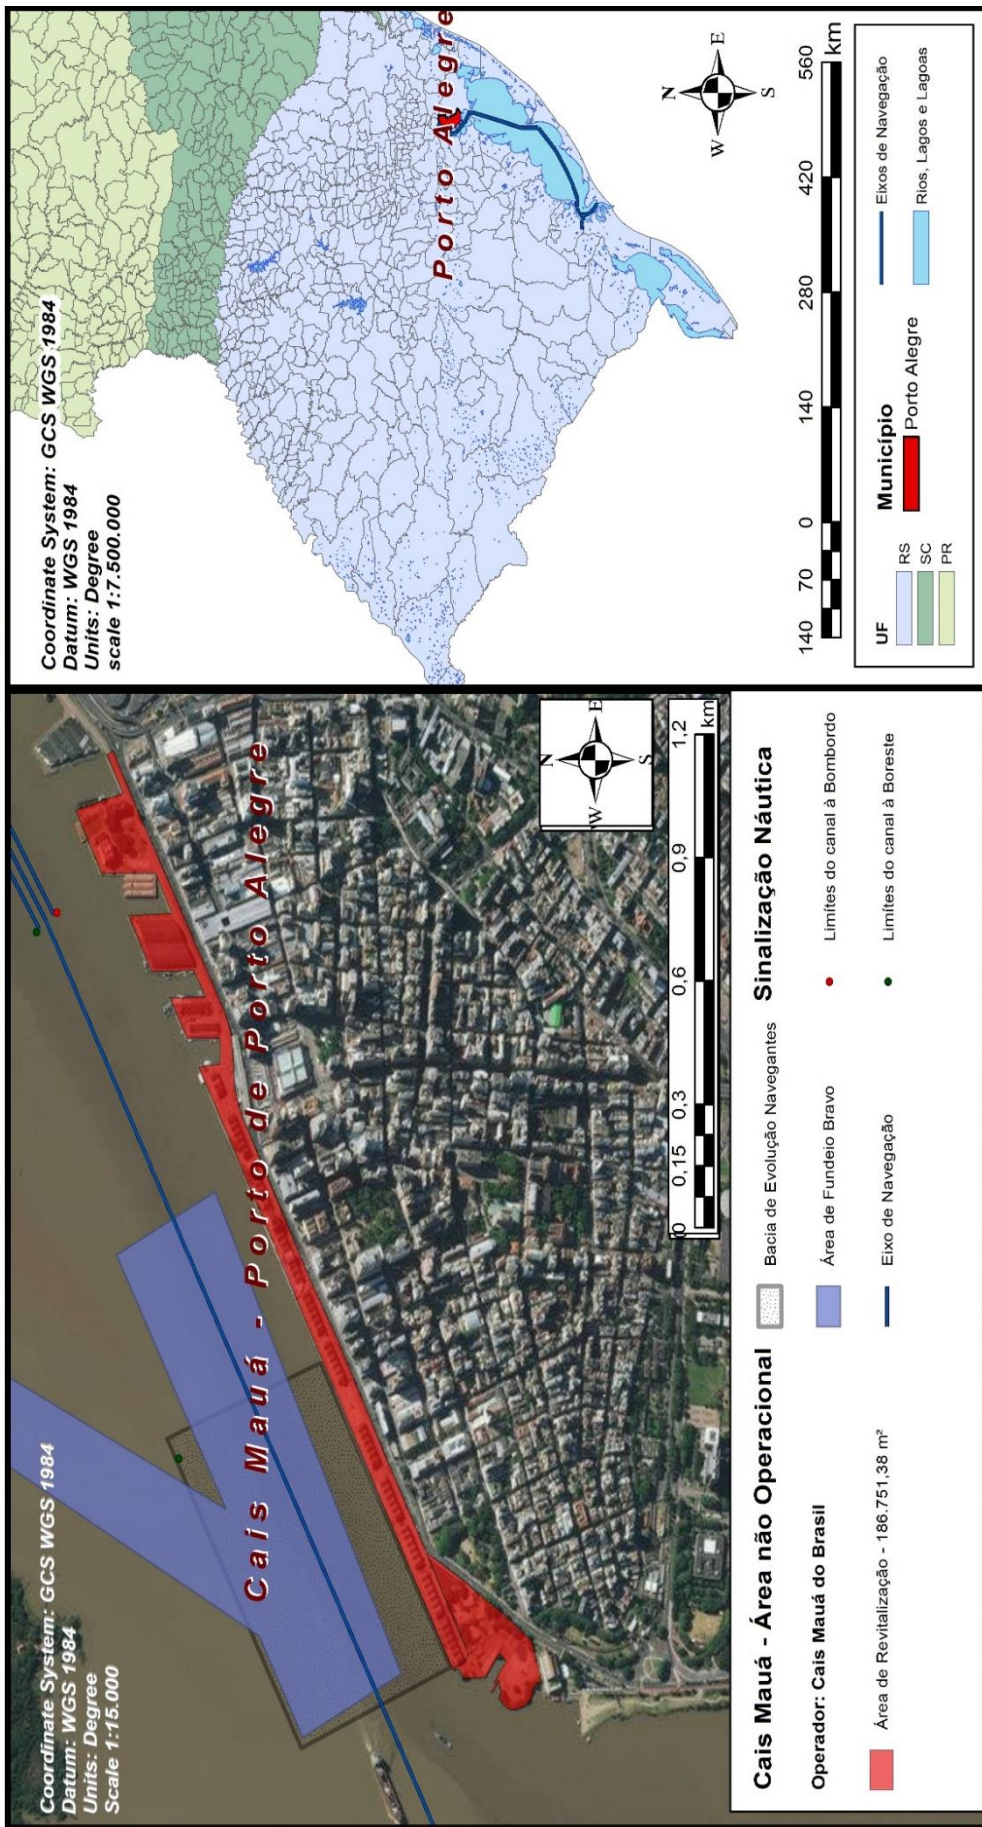 Coordinate System: GCS WGS 1984
Datum: WGS 1984
Units: Degree
Scale 1:15.000
Cais Mauá - Porto de Porto Alegre
N
W E
S
0 0,15 0,3 0,6 0,9 1,2
km
Cais Mauá - Área não Operacional
Operador: Cais Mauá do Brasil
Área de Revitalização - 186.751,38 m²
Bacia de Evolução Navegantes
Área de Fundeio Bravo
Eixo de Navegação
Sinalização Náutica
Limítes do canal à Bombordo
Limítes do canal à Boreste
Coordinate System: GCS WGS 1984
Datum: WGS 1984
Units: Degree
scale 1:7.500.000
Porto Alegre
N
W E
S
140 70 0 140 280 420 560
km
UF
RS
SC
PR
Município
Porto Alegre
Eixos de Navegação
Rios, Lagos e Lagoas